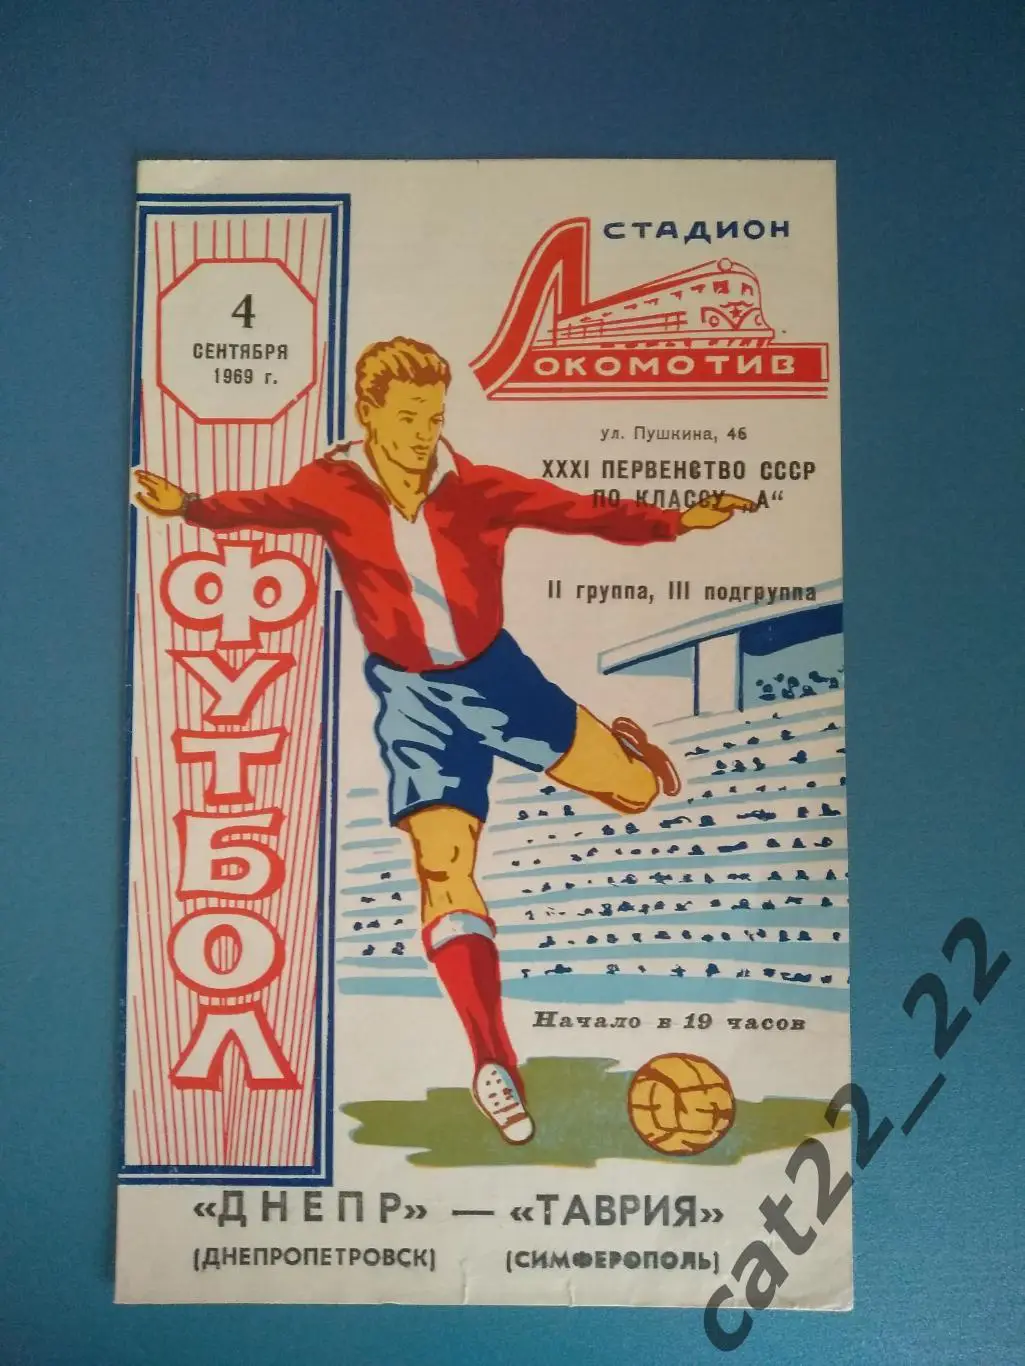 4
СЕНТЯБРЯ
1969 г.
СТАДИОН
ЛОКОМОТИВ
ул. Пушкина, 46
XXXI ПЕРВЕНСТВО СССР
ПО КЛАССУ „А“
II группа, III подгруппа
ФУТБОЛ
Начало в 19 часов
«ДНЕПР» — «ТАВРИЯ»
(ДНЕПРОПЕТРОВСК) (СИМФЕРОПОЛЬ)
cat22_22